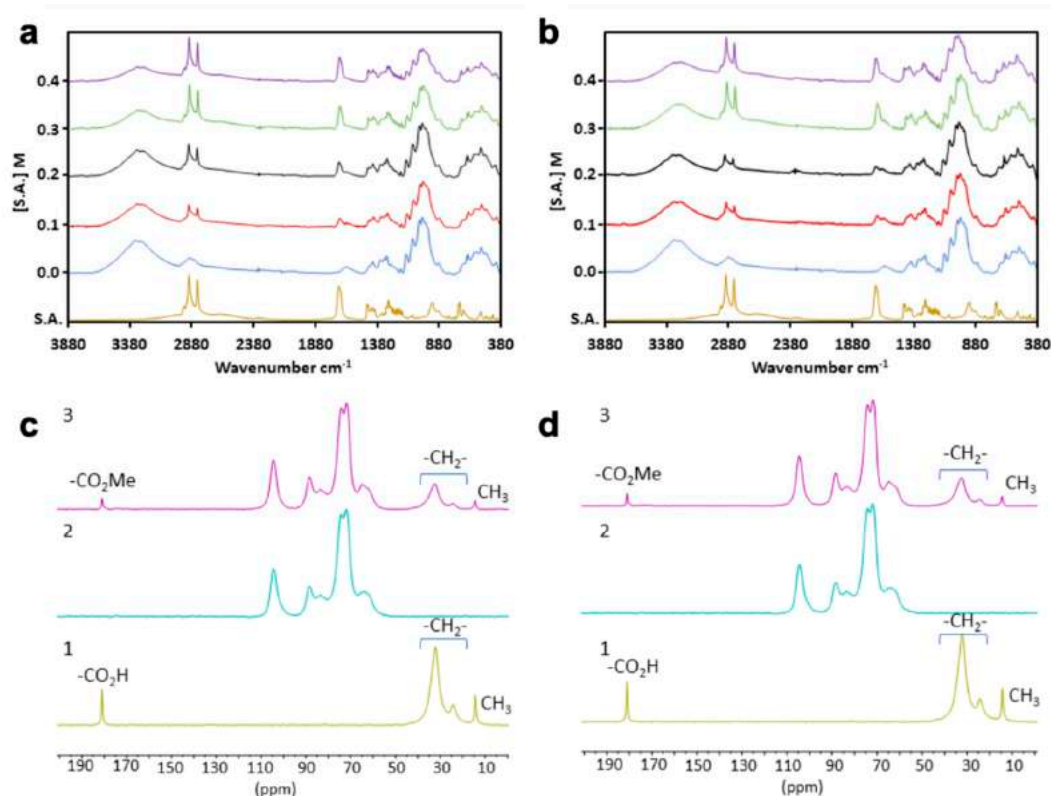 a
0.4
0.3
0.2
0.1
0.0
S.A.
[S.A.] M
3880 3380 2880 2380 1880 1380 880 380
Wavenumber cm-1
b
0.4
0.3
0.2
0.1
0.0
S.A.
[S.A.] M
3880 3380 2880 2380 1880 1380 880 380
Wavenumber cm-1
c
3
-CO2Me
-CH2-
CH3
2
1
-CO2H
-CH2-
CH3
190 170 150 130 110 90 70 50 30 10
(ppm)
d
3
-CO2Me
-CH2-
CH3
2
1
-CO2H
-CH2-
CH3
190 170 150 130 110 90 70 50 30 10
(ppm)